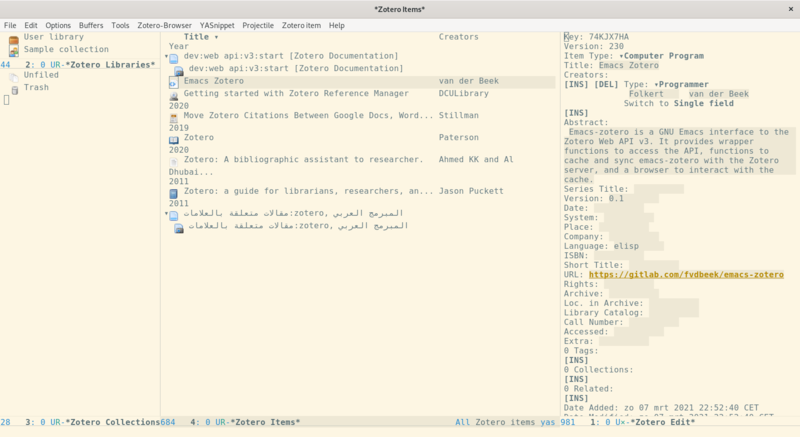 *Zotero Items*
File Edit Options Buffers Tools Zotero-Browser YASnippet Projectile Zotero item Help
User library
Sample collection
44 2: 0 UR-*Zotero Libraries*
Unfiled
Trash
28 3: 0 UR-*Zotero Collections
Title ▾ Creators
Year
dev:web api:v3:start [Zotero Documentation]
dev:web api:v3:start [Zotero Documentation]
Emacs Zotero van der Beek
Getting started with Zotero Reference Manager DCULibrary
2020
Move Zotero Citations Between Google Docs, Word... Stillman
2019
Zotero Paterson
2020
Zotero: A bibliographic assistant to researcher. Ahmed KK and Al
Dhubai...
2011
Zotero: a guide for librarians, researchers, an... Jason Puckett
2011
المبرمج العربي ,zotero:مقالات متعلقة بالعلامات
المبرمج العربي ,zotero:مقالات متعلقة بالعلامات
684 4: 0 UR-*Zotero Items* All Zotero items yas
Key: 74KJX7HA
Version: 230
Item Type: ▾Computer Program
Title: Emacs Zotero
Creators:
[INS] [DEL] Type: ▾Programmer
Folkert van der Beek
Switch to Single field
[INS]
Abstract:
Emacs-zotero is a GNU Emacs interface to the
Zotero Web API v3. It provides wrapper
functions to access the API, functions to
cache and sync emacs-zotero with the Zotero
server, and a browser to interact with the
cache.
Series Title:
Version: 0.1
Date:
System:
Place:
Company:
Language: elisp
ISBN:
Short Title:
URL: https://gitlab.com/fvdbeek/emacs-zotero
Rights:
Archive:
Loc. in Archive:
Library Catalog:
Call Number:
Accessed:
Extra:
0 Tags:
[INS]
0 Collections:
[INS]
0 Related:
[INS]
Date Added: zo 07 mrt 2021 22:52:40 CET
981 1: 0 U*-*Zotero Edit*